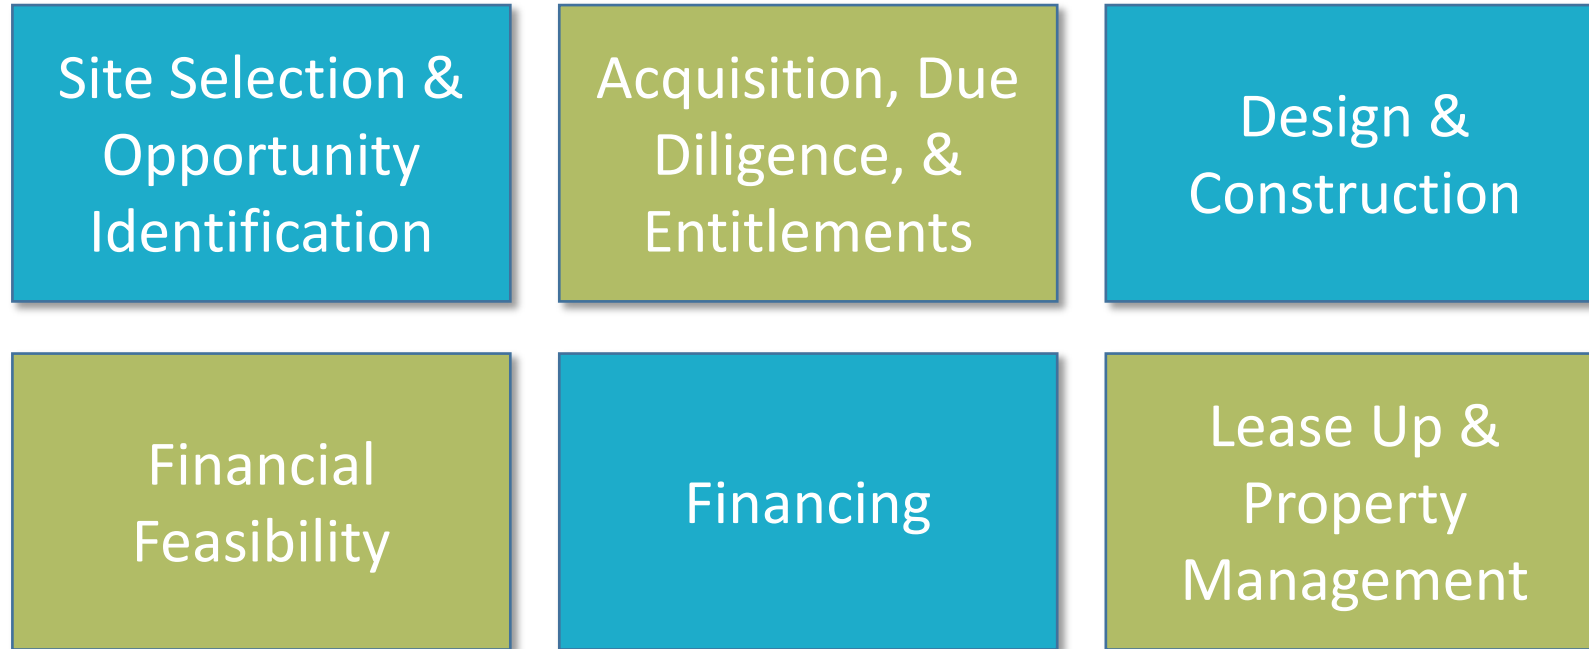 Site Selection &
Opportunity
Identification
Acquisition, Due
Diligence, &
Entitlements
Design &
Construction
Financial
Feasibility
Financing
Lease Up &
Property
Management